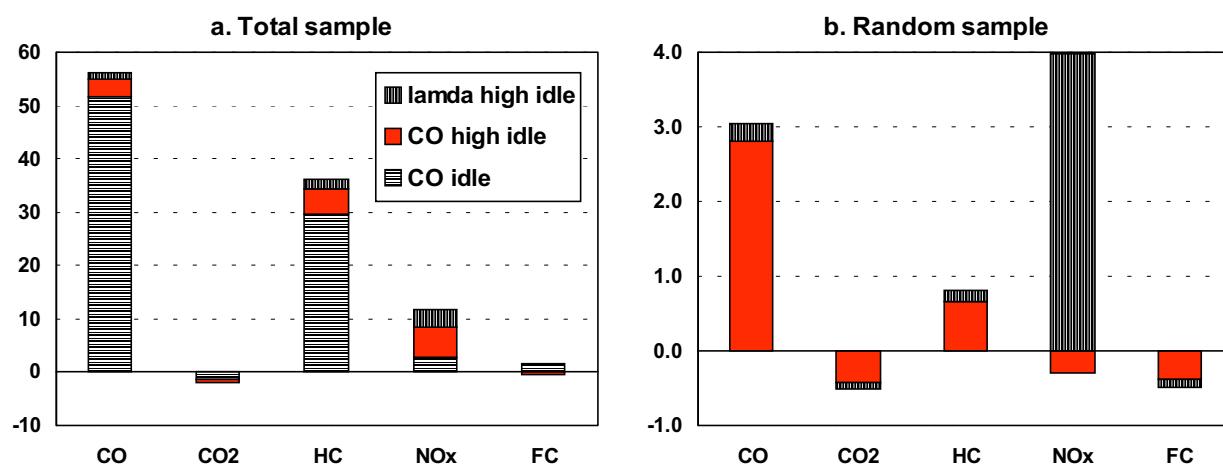 a. Total sample
60
50
40
30
20
10
0
-10
lamda high idle
CO high idle
CO idle
CO CO2 HC NOx FC
b. Random sample
4.0
3.0
2.0
1.0
0.0
-1.0
CO CO2 HC NOx FC